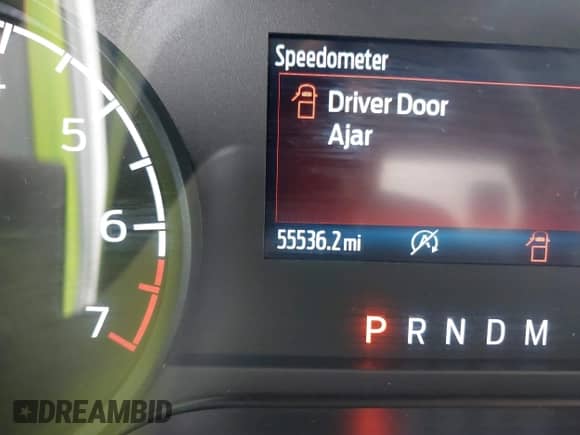 Speedometer
Driver Door
Ajar
5
6
55536.2 mi
7
P R N D M
DREAMBID